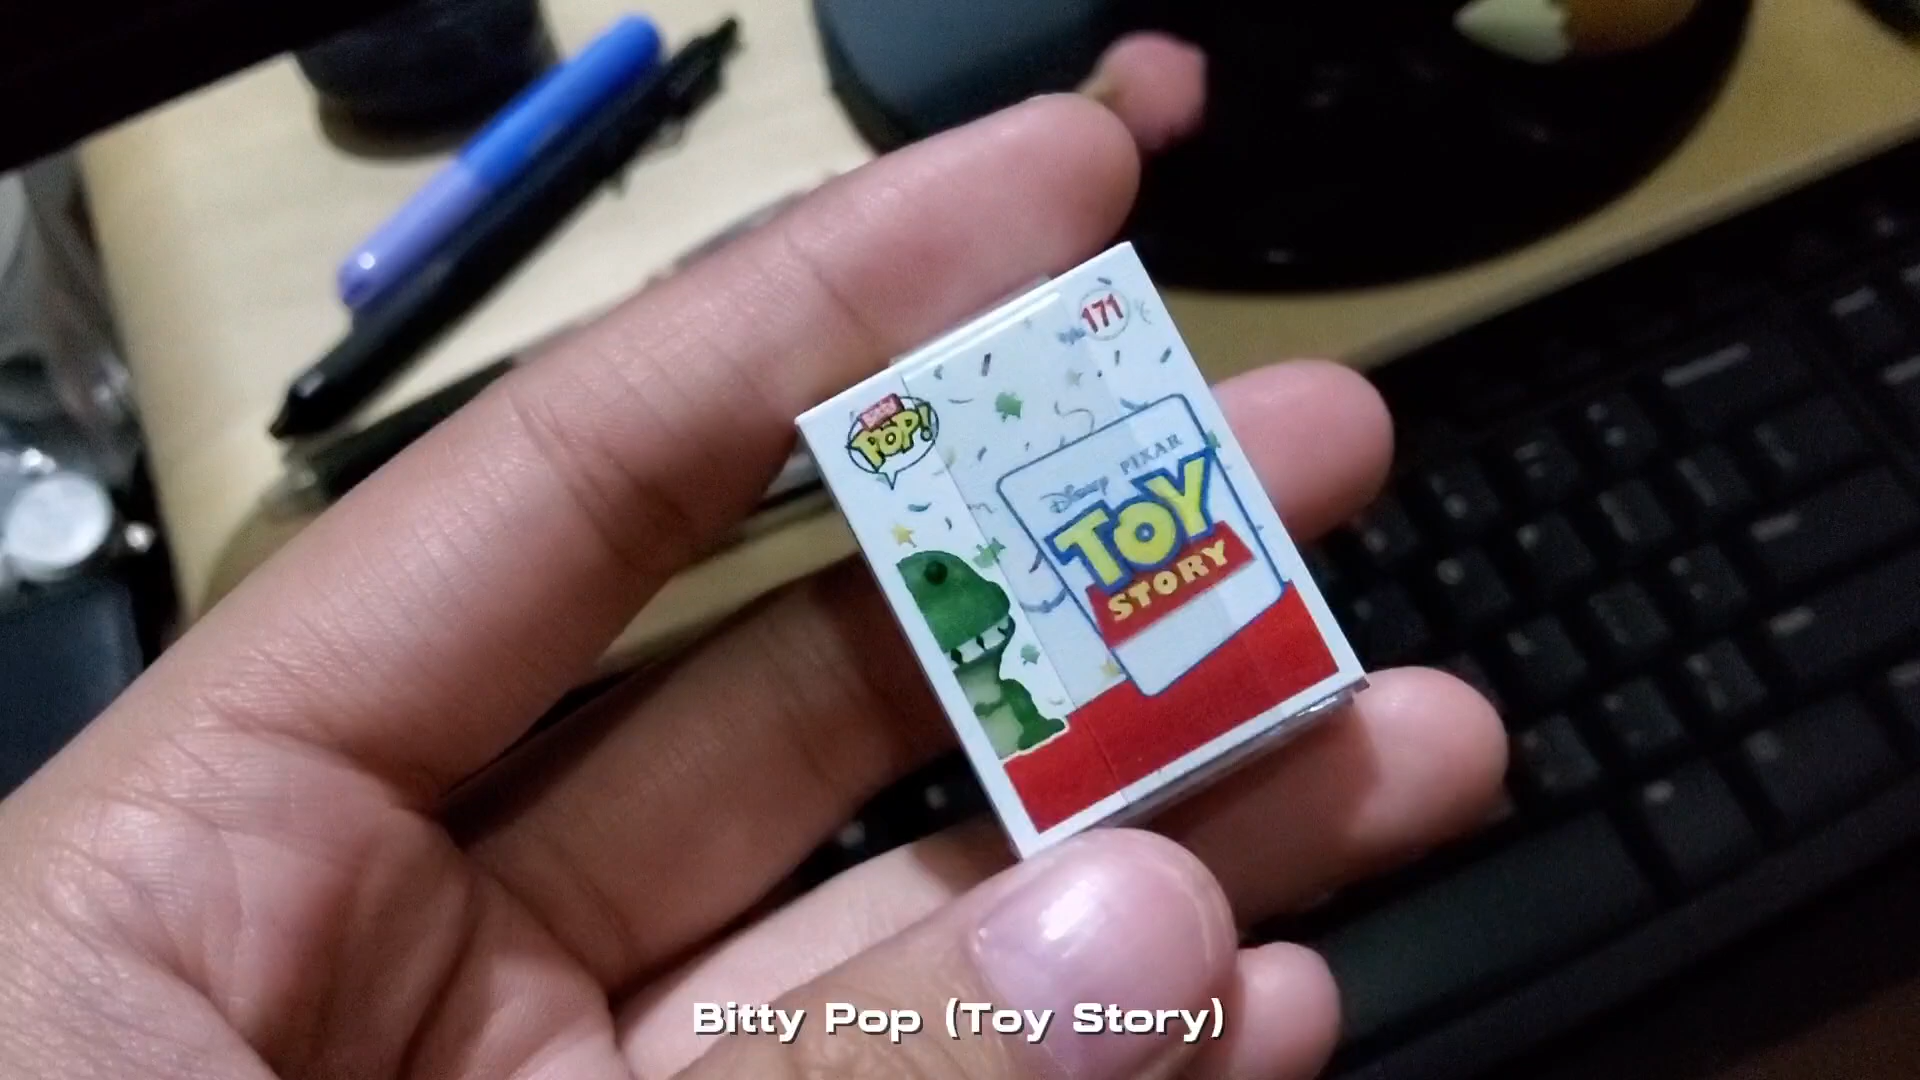 171
Bitty
POP!
Disney PIXAR
TOY
STORY
Bitty Pop (Toy Story)